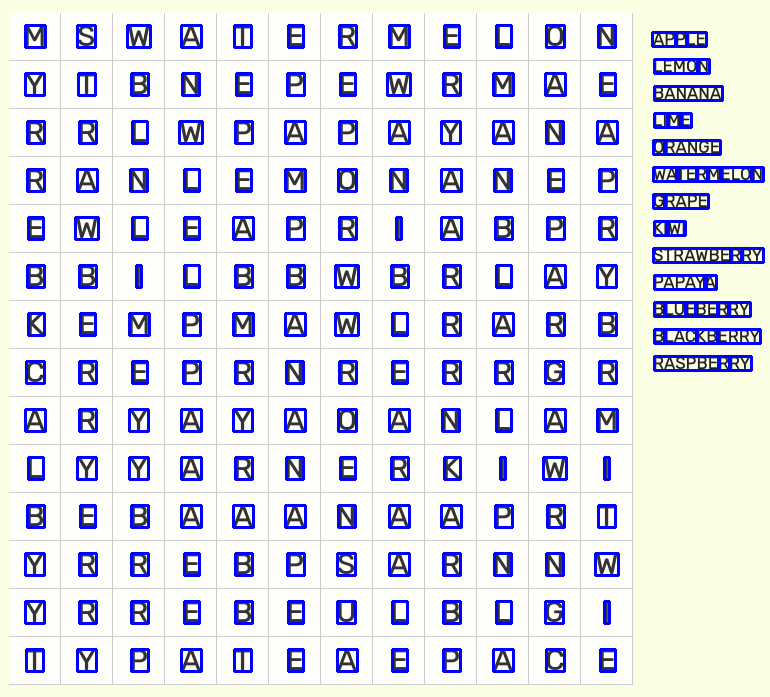 M S W A T E R M E L O N
Y T B N E P E W R M A E
R R L W P A P A Y A N A
R A N L E M O N A N E P
E W L E A P R I A B P R
B B I L B B W B R L A Y
K E M P M A W L R A R B
C R E P R N R E R R G R
A R Y A Y A O A N L A M
L Y Y A R N E R K I W I
B E B A A A N A A P R T
Y R R E B P S A R N N W
Y R R E B E U L B L G I
T Y P A T E A E P A C E
APPLE
LEMON
BANANA
LIME
ORANGE
WATERMELON
GRAPE
KIWI
STRAWBERRY
PAPAYA
BLUEBERRY
BLACKBERRY
RASPBERRY